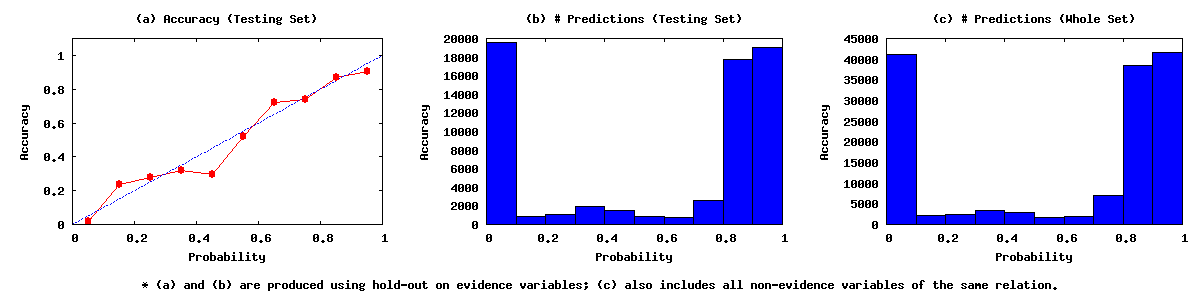 (a) Accuracy (Testing Set)
1
0.8
0.6
0.4
0.2
0
Accuracy
0 0.2 0.4 0.6 0.8 1
Probability
(b) # Predictions (Testing Set)
20000
18000
16000
14000
12000
10000
8000
6000
4000
2000
0
Accuracy
0 0.2 0.4 0.6 0.8 1
Probability
(c) # Predictions (Whole Set)
45000
40000
35000
30000
25000
20000
15000
10000
5000
0
Accuracy
0 0.2 0.4 0.6 0.8 1
Probability
* (a) and (b) are produced using hold-out on evidence variables; (c) also includes all non-evidence variables of the same relation.